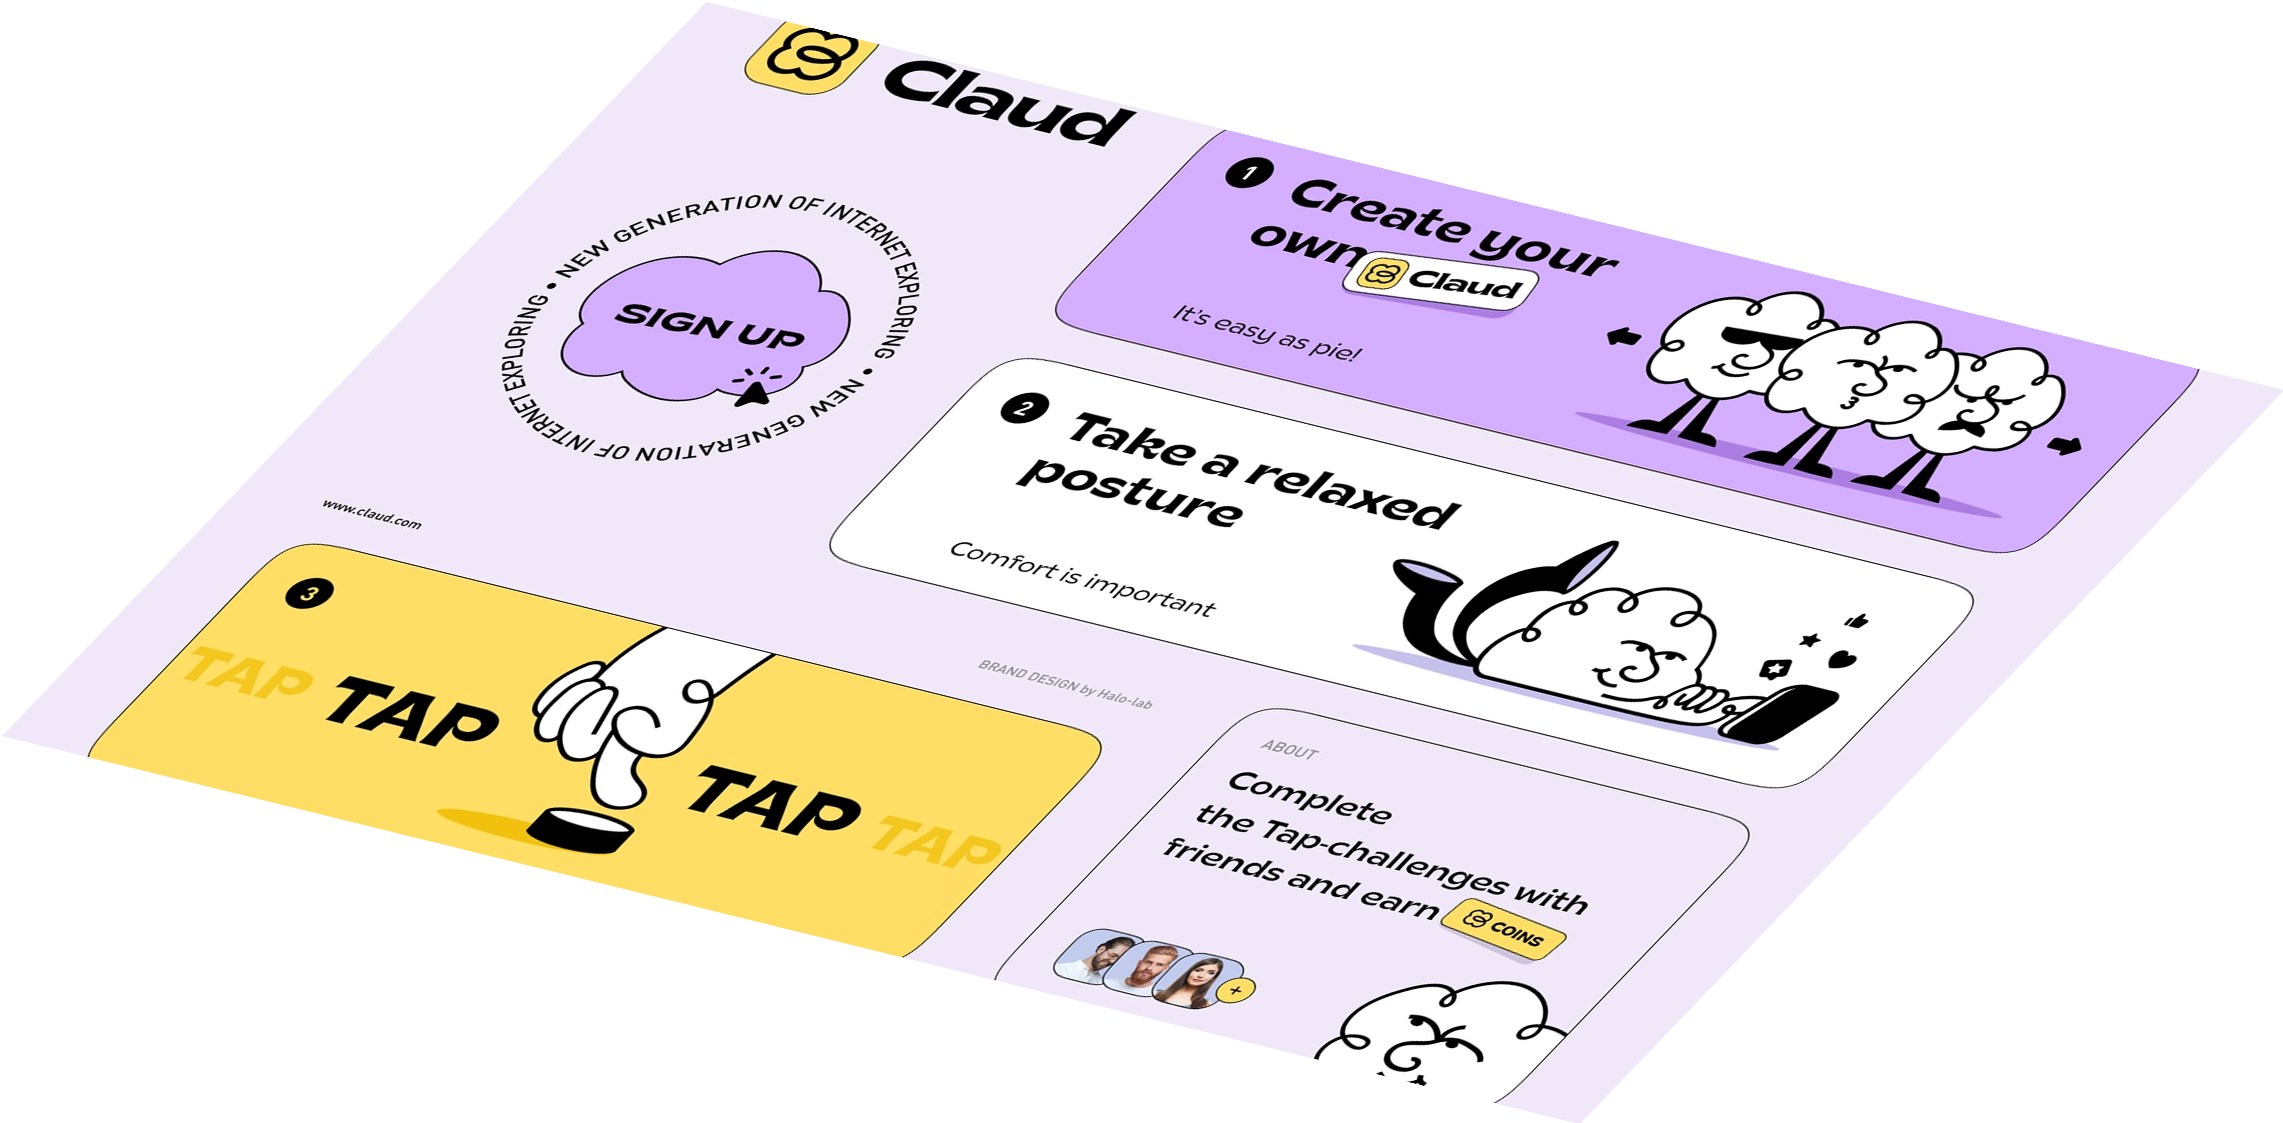 Claud
NEW GENERATION OF INTERNET EXPLORING • NEW GENERATION OF INTERNET EXPLORING •
SIGN UP
www.claud.com
1
Create your
own Claud
It's easy as pie!
2
Take a relaxed
posture
Comfort is important
3
TAP TAP TAP TAP
BRAND DESIGN by Halo-lab
ABOUT
Complete
the Tap-challenges with
friends and earn COINS
+